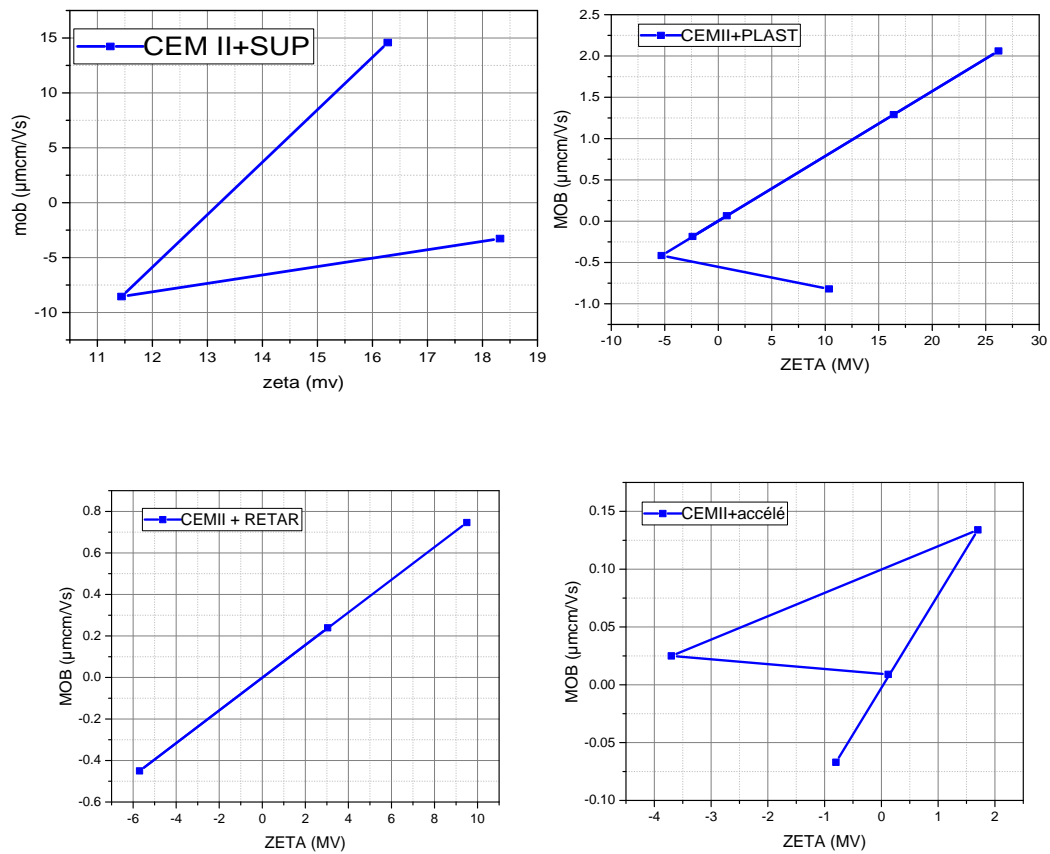 CEM II+SUP
15
10
5
0
-5
-10
mob (µmcm/Vs)
11 12 13 14 15 16 17 18 19
zeta (mv)
CEMII+PLAST
2.5
2.0
1.5
1.0
0.5
0.0
-0.5
-1.0
MOB (µmcm/Vs)
-10 -5 0 5 10 15 20 25 30
ZETA (MV)
CEMII + RETAR
0.8
0.6
0.4
0.2
0.0
-0.2
-0.4
-0.6
MOB (µmcm/Vs)
-6 -4 -2 0 2 4 6 8 10
ZETA (MV)
CEMII+accélé
0.15
0.10
0.05
0.00
-0.05
-0.10
MOB (µmcm/Vs)
-4 -3 -2 -1 0 1 2
ZETA (MV)